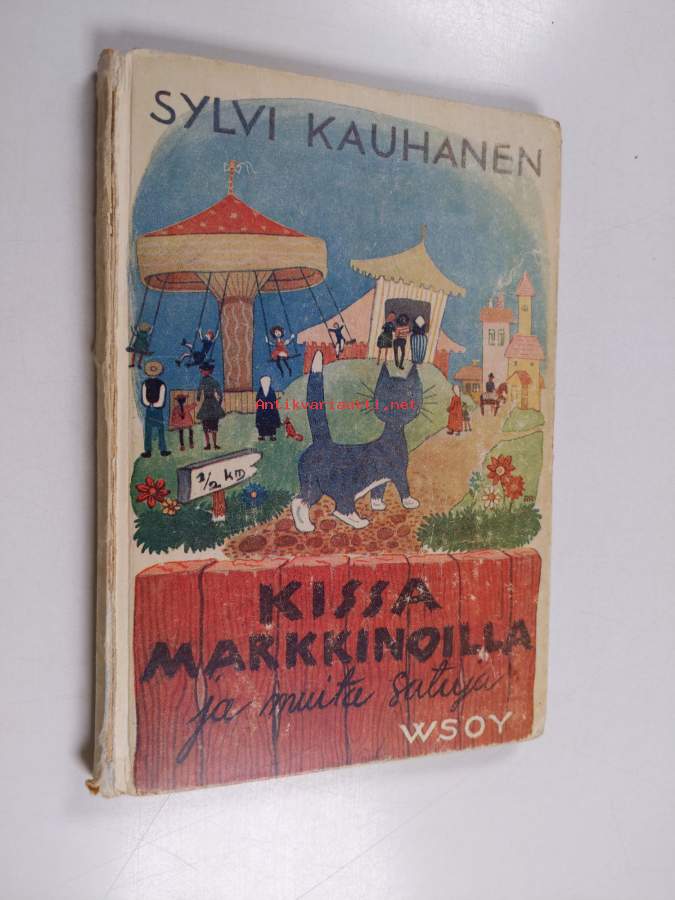 SYLVI KAUHANEN
Antikvariaatti.net
1/2 KM
KISSA
MARKKINOILLA
ja muita satuja
WSOY